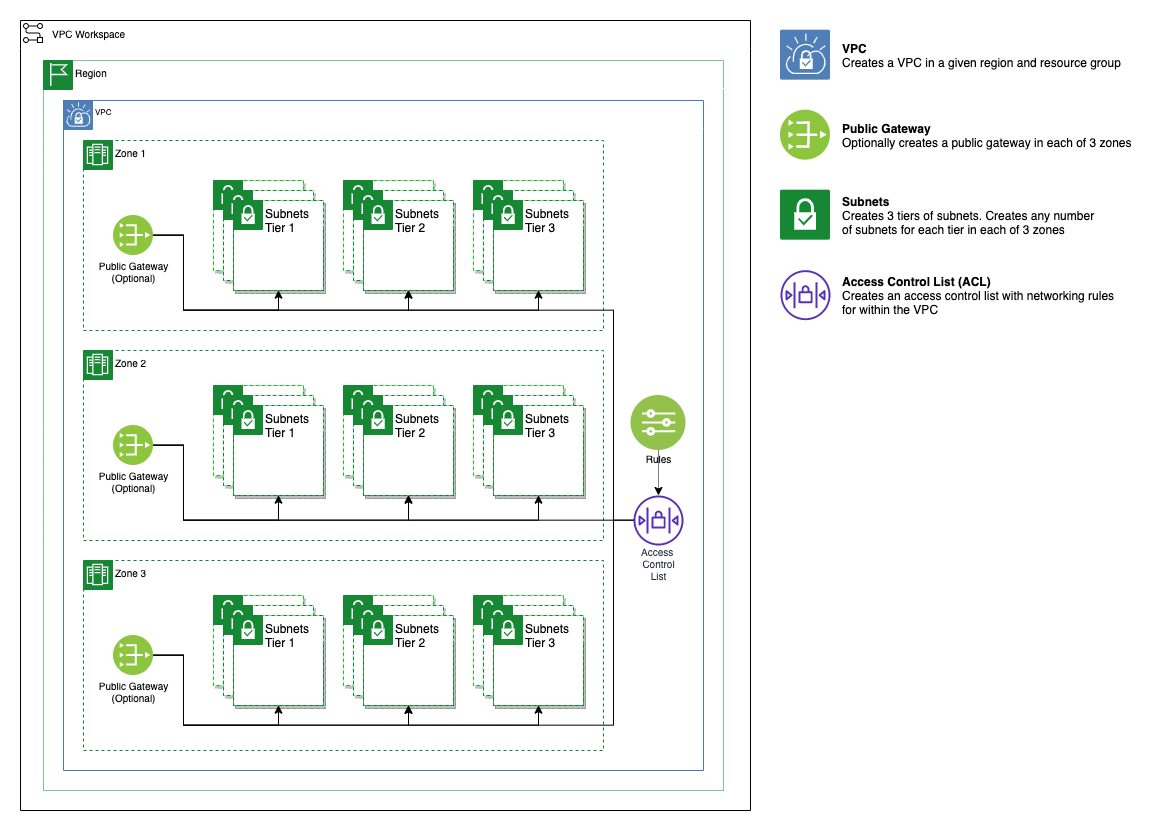 VPC Workspace
Region
VPC
Zone 1
Subnets
Tier 1
Subnets
Tier 2
Subnets
Tier 3
Public Gateway
(Optional)
Zone 2
Subnets
Tier 1
Subnets
Tier 2
Subnets
Tier 3
Public Gateway
(Optional)
Rules
Access
Control
List
Zone 3
Subnets
Tier 1
Subnets
Tier 2
Subnets
Tier 3
Public Gateway
(Optional)
VPC
Creates a VPC in a given region and resource group
Public Gateway
Optionally creates a public gateway in each of 3 zones
Subnets
Creates 3 tiers of subnets. Creates any number
of subnets for each tier in each of 3 zones
Access Control List (ACL)
Creates an access control list with networking rules
for within the VPC